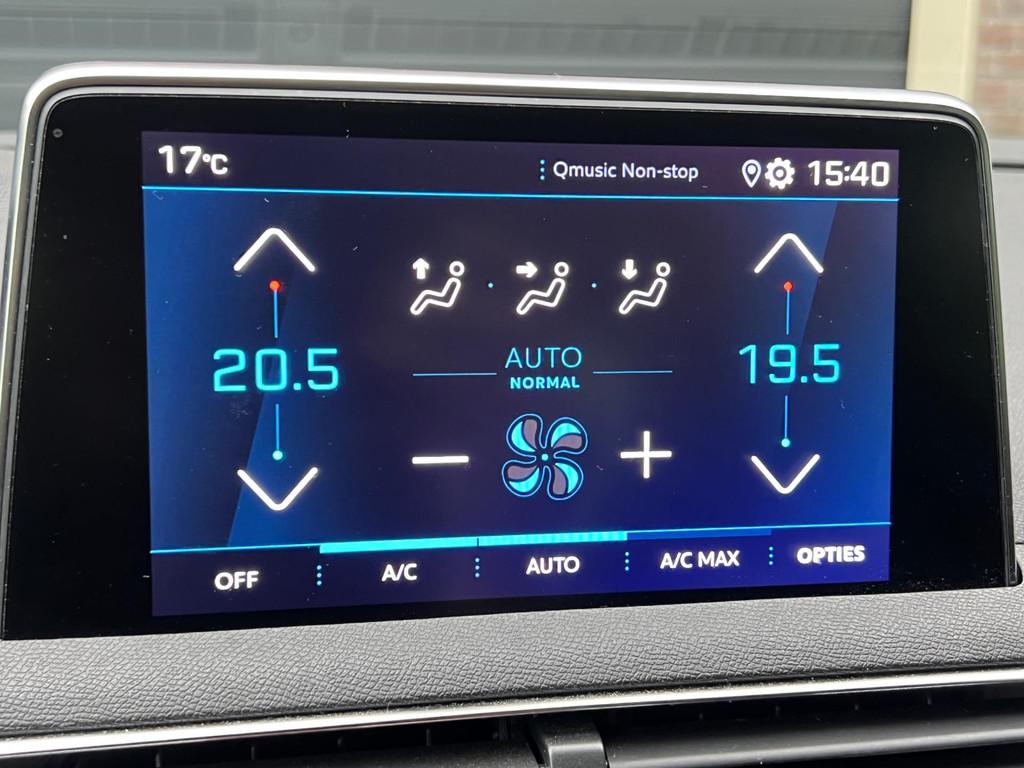 17°C
Qmusic Non-stop
15:40
20.5
AUTO
NORMAL
19.5
OFF
A/C
AUTO
A/C MAX
OPTIES